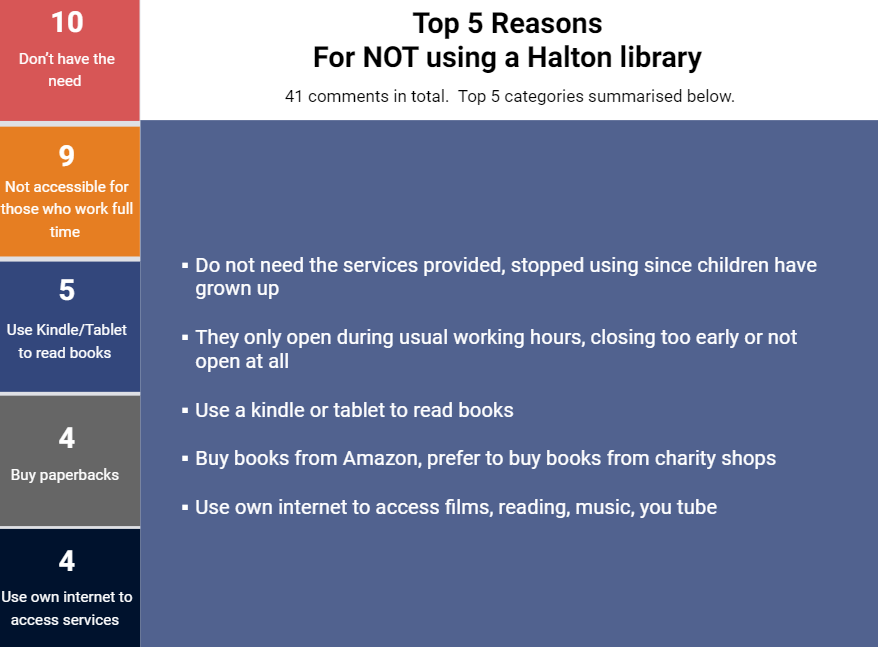 10
Don't have the
need
9
Not accessible for
those who work full
time
5
Use Kindle/Tablet
to read books
4
Buy paperbacks
4
Use own internet to
access services
Top 5 Reasons
For NOT using a Halton library
41 comments in total.  Top 5 categories summarised below.
▪ Do not need the services provided, stopped using since children have
grown up
▪ They only open during usual working hours, closing too early or not
open at all
▪ Use a kindle or tablet to read books
▪ Buy books from Amazon, prefer to buy books from charity shops
▪ Use own internet to access films, reading, music, you tube